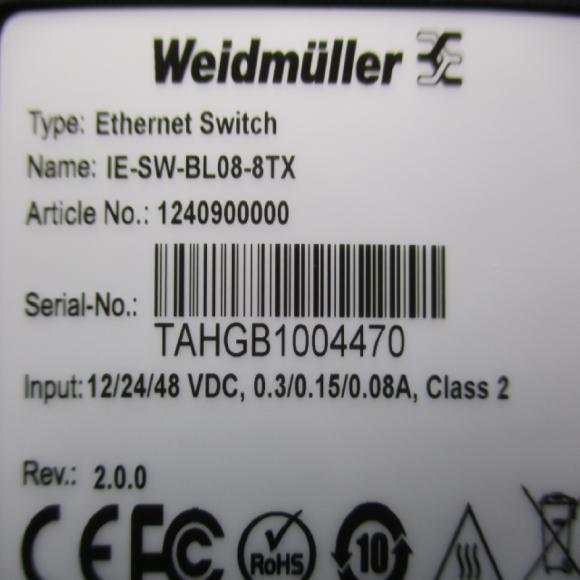 Weidmüller
Type: Ethernet Switch
Name: IE-SW-BL08-8TX
Article No.: 1240900000
Serial-No.:
TAHGB1004470
Input: 12/24/48 VDC, 0.3/0.15/0.08A, Class 2
Rev.: 2.0.0
CE FC RoHS 10